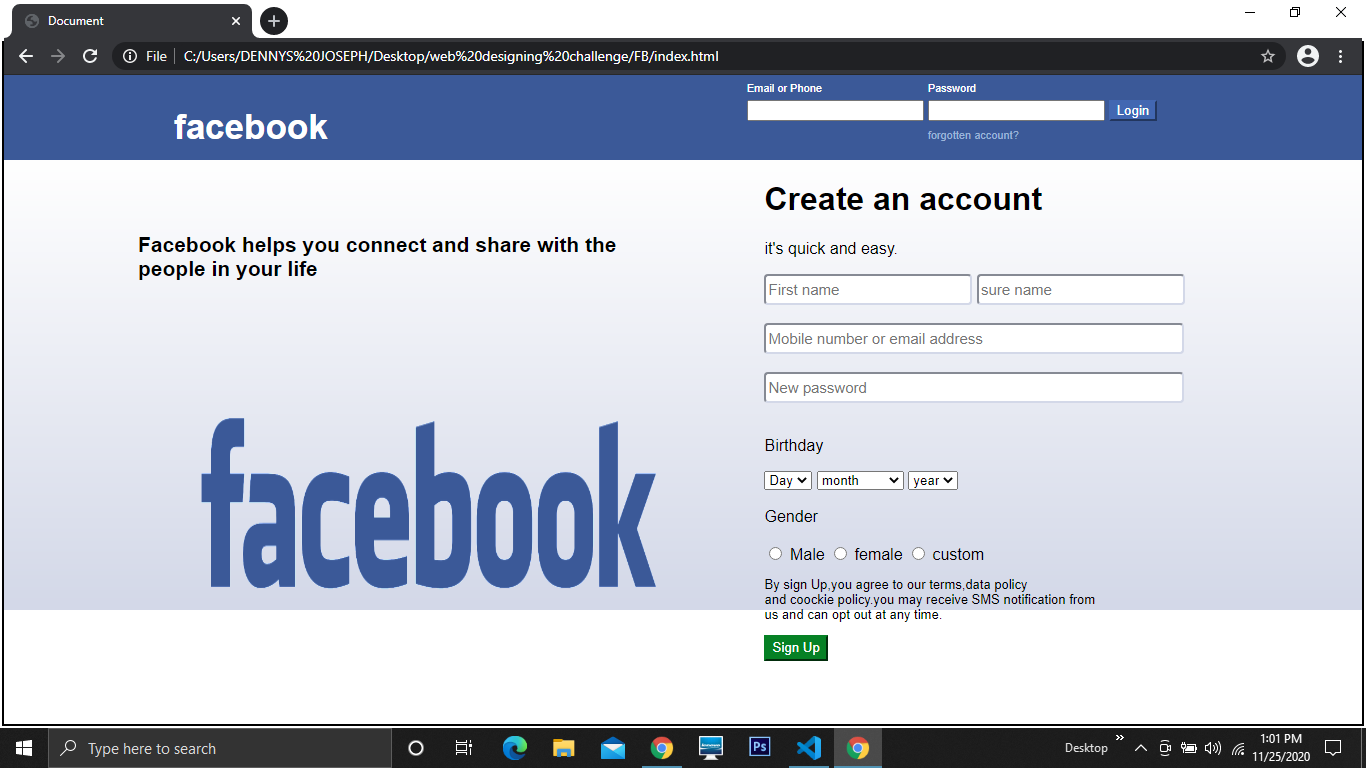 Document
File C:/Users/DENNYS%20JOSEPH/Desktop/web%20designing%20challenge/FB/index.html
Email or Phone Password
facebook
Login
forgotten account?
Create an account
Facebook helps you connect and share with the
people in your life
it's quick and easy.
First name sure name
Mobile number or email address
New password
facebook
Birthday
Day month year
Gender
Male female custom
By sign Up,you agree to our terms,data policy
and coockie policy.you may receive SMS notification from
us and can opt out at any time.
Sign Up
Type here to search
Ps
Desktop
1:01 PM
11/25/2020